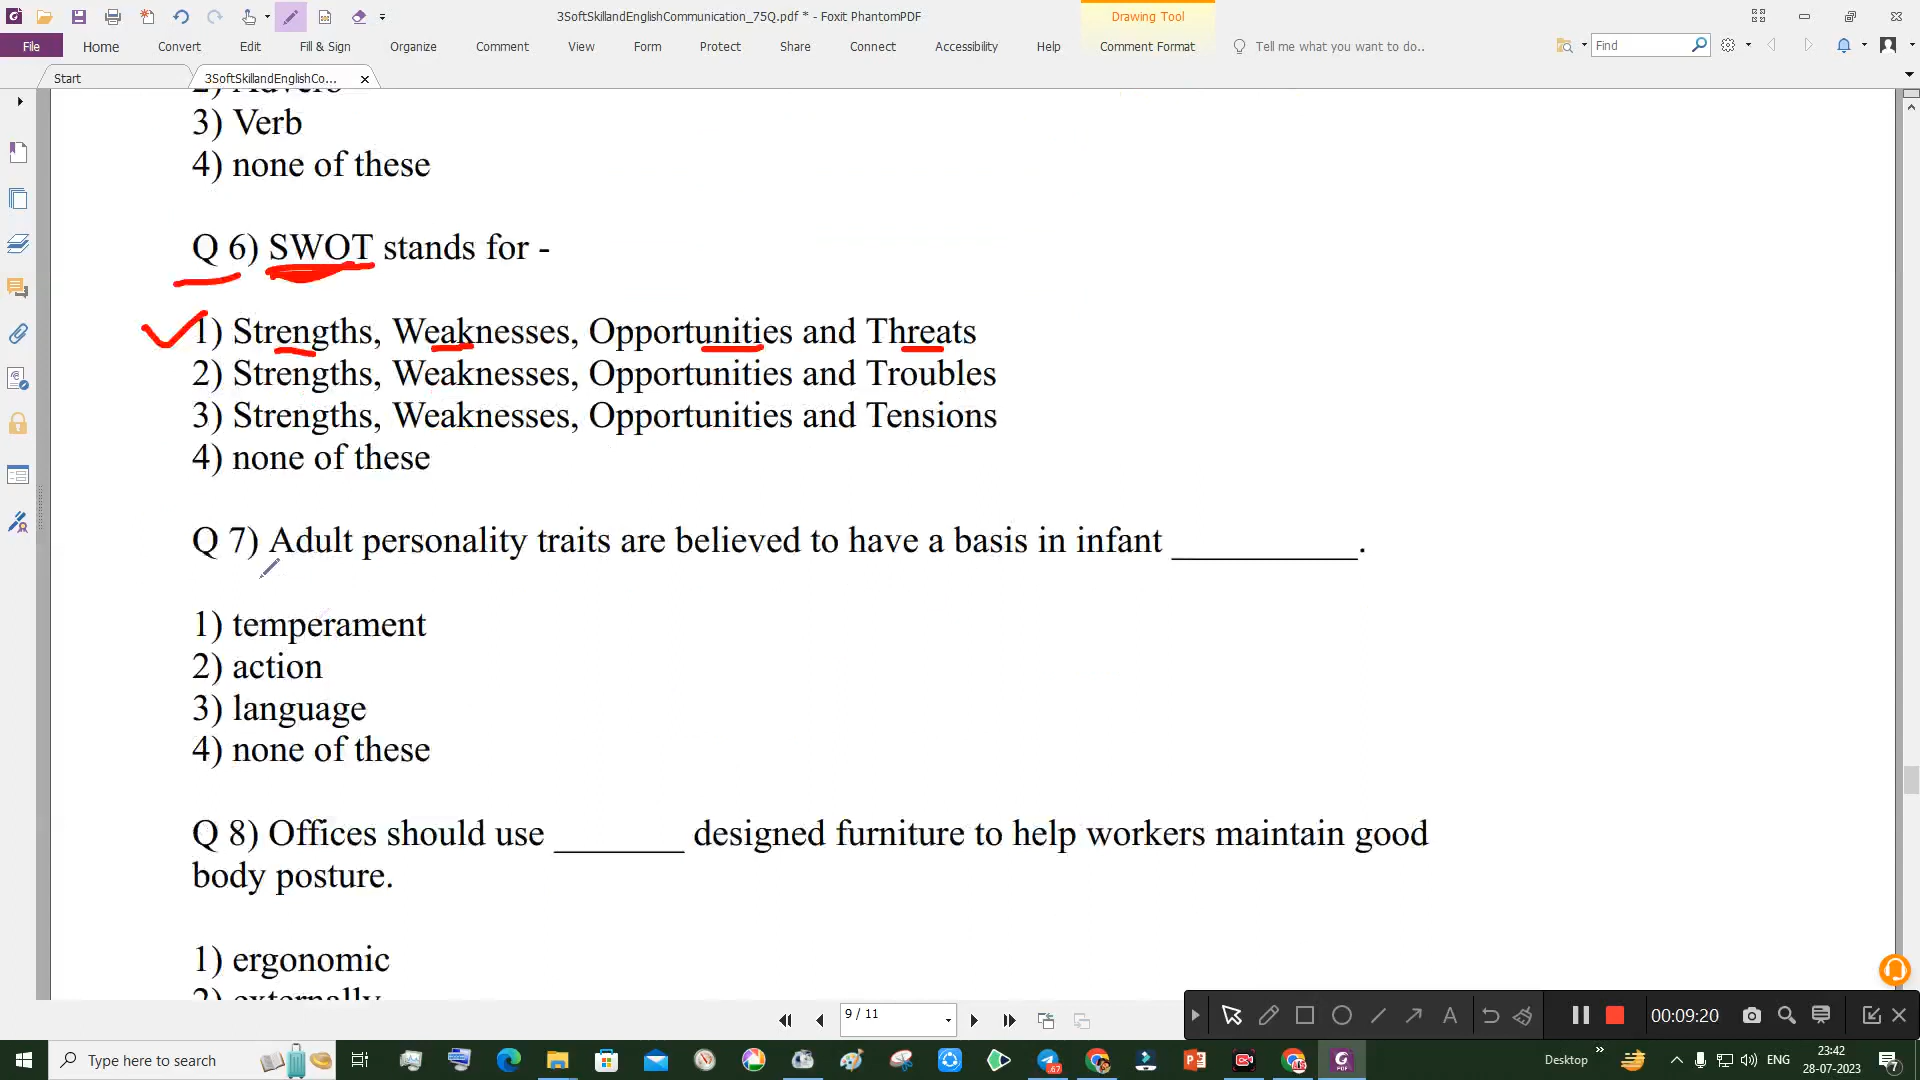 3SoftSkillandEnglishCommunication_75Q.pdf * - Foxit PhantomPDF
Drawing Tool
File Home Convert Edit Fill & Sign Organize Comment View Form Protect Share Connect Accessibility Help Comment Format Tell me what you want to do.. Find
Start 3SoftSkillandEnglishCo...
2) Adverb
3) Verb
4) none of these
Q 6) SWOT stands for -
1) Strengths, Weaknesses, Opportunities and Threats
2) Strengths, Weaknesses, Opportunities and Troubles
3) Strengths, Weaknesses, Opportunities and Tensions
4) none of these
Q 7) Adult personality traits are believed to have a basis in infant __________.
1) temperament
2) action
3) language
4) none of these
Q 8) Offices should use _______ designed furniture to help workers maintain good
body posture.
1) ergonomic
2) externally
9 / 11
00:09:20
Type here to search
Desktop
ENG
23:42
28-07-2023